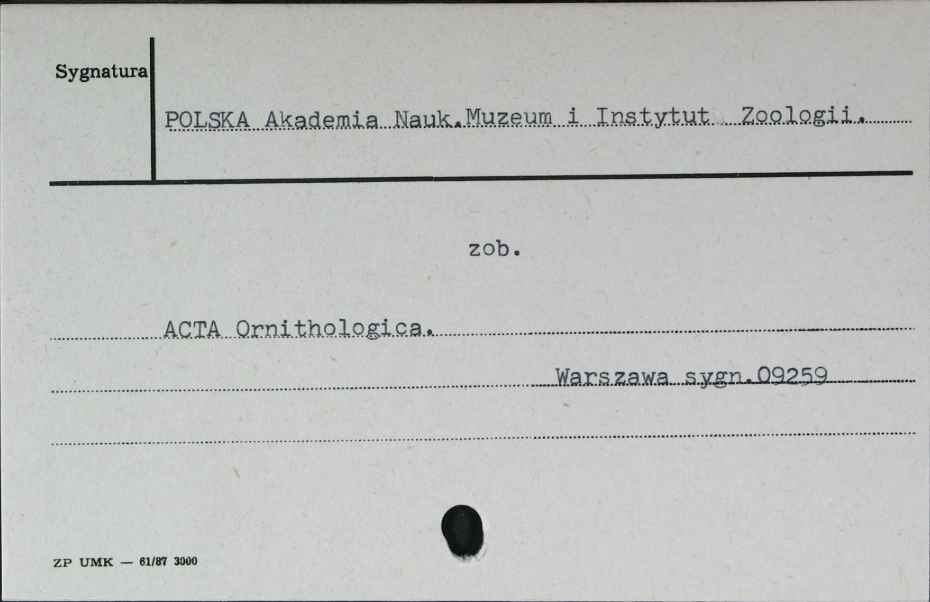 Sygnatura
POLSKA Akademia Nauk.Muzeum i Instytut Zoologii.
zob.
ACTA Ornithologica.
Warszawa sygn.09259
ZP UMK — 61/87 3000